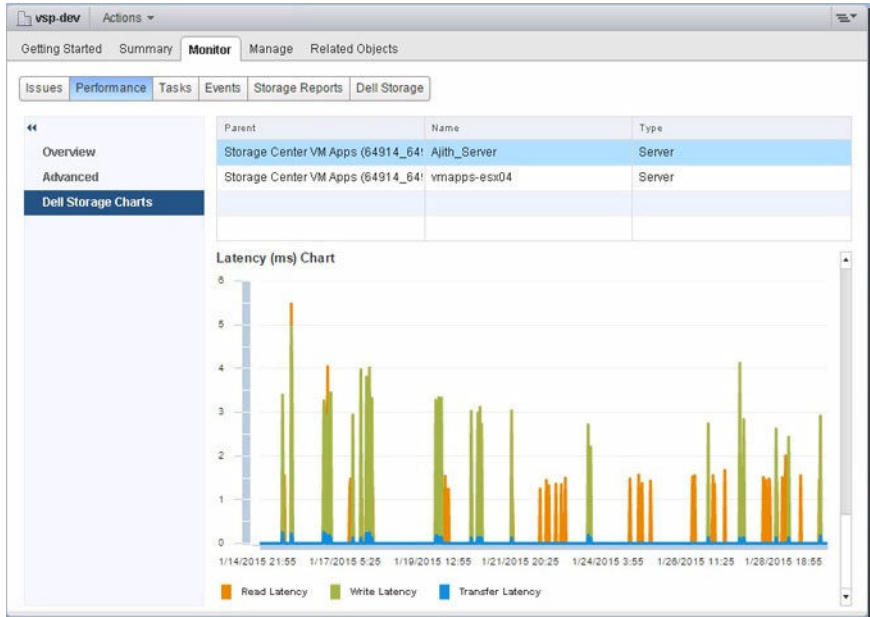 vsp-dev Actions
Getting Started Summary Monitor Manage Related Objects
Issues Performance Tasks Events Storage Reports Dell Storage
Overview
Advanced
Dell Storage Charts
Parent Name Type
Storage Center VM Apps (64914_649 Ajith_Server Server
Storage Center VM Apps (64914_649 vmapps-esx04 Server
Latency (ms) Chart
6
5
4
3
2
1
0
1/14/2015 21:55 1/17/2015 5:25 1/19/2015 12:55 1/21/2015 20:25 1/24/2015 3:55 1/26/2015 11:25 1/28/2015 18:55
Read Latency Write Latency Transfer Latency